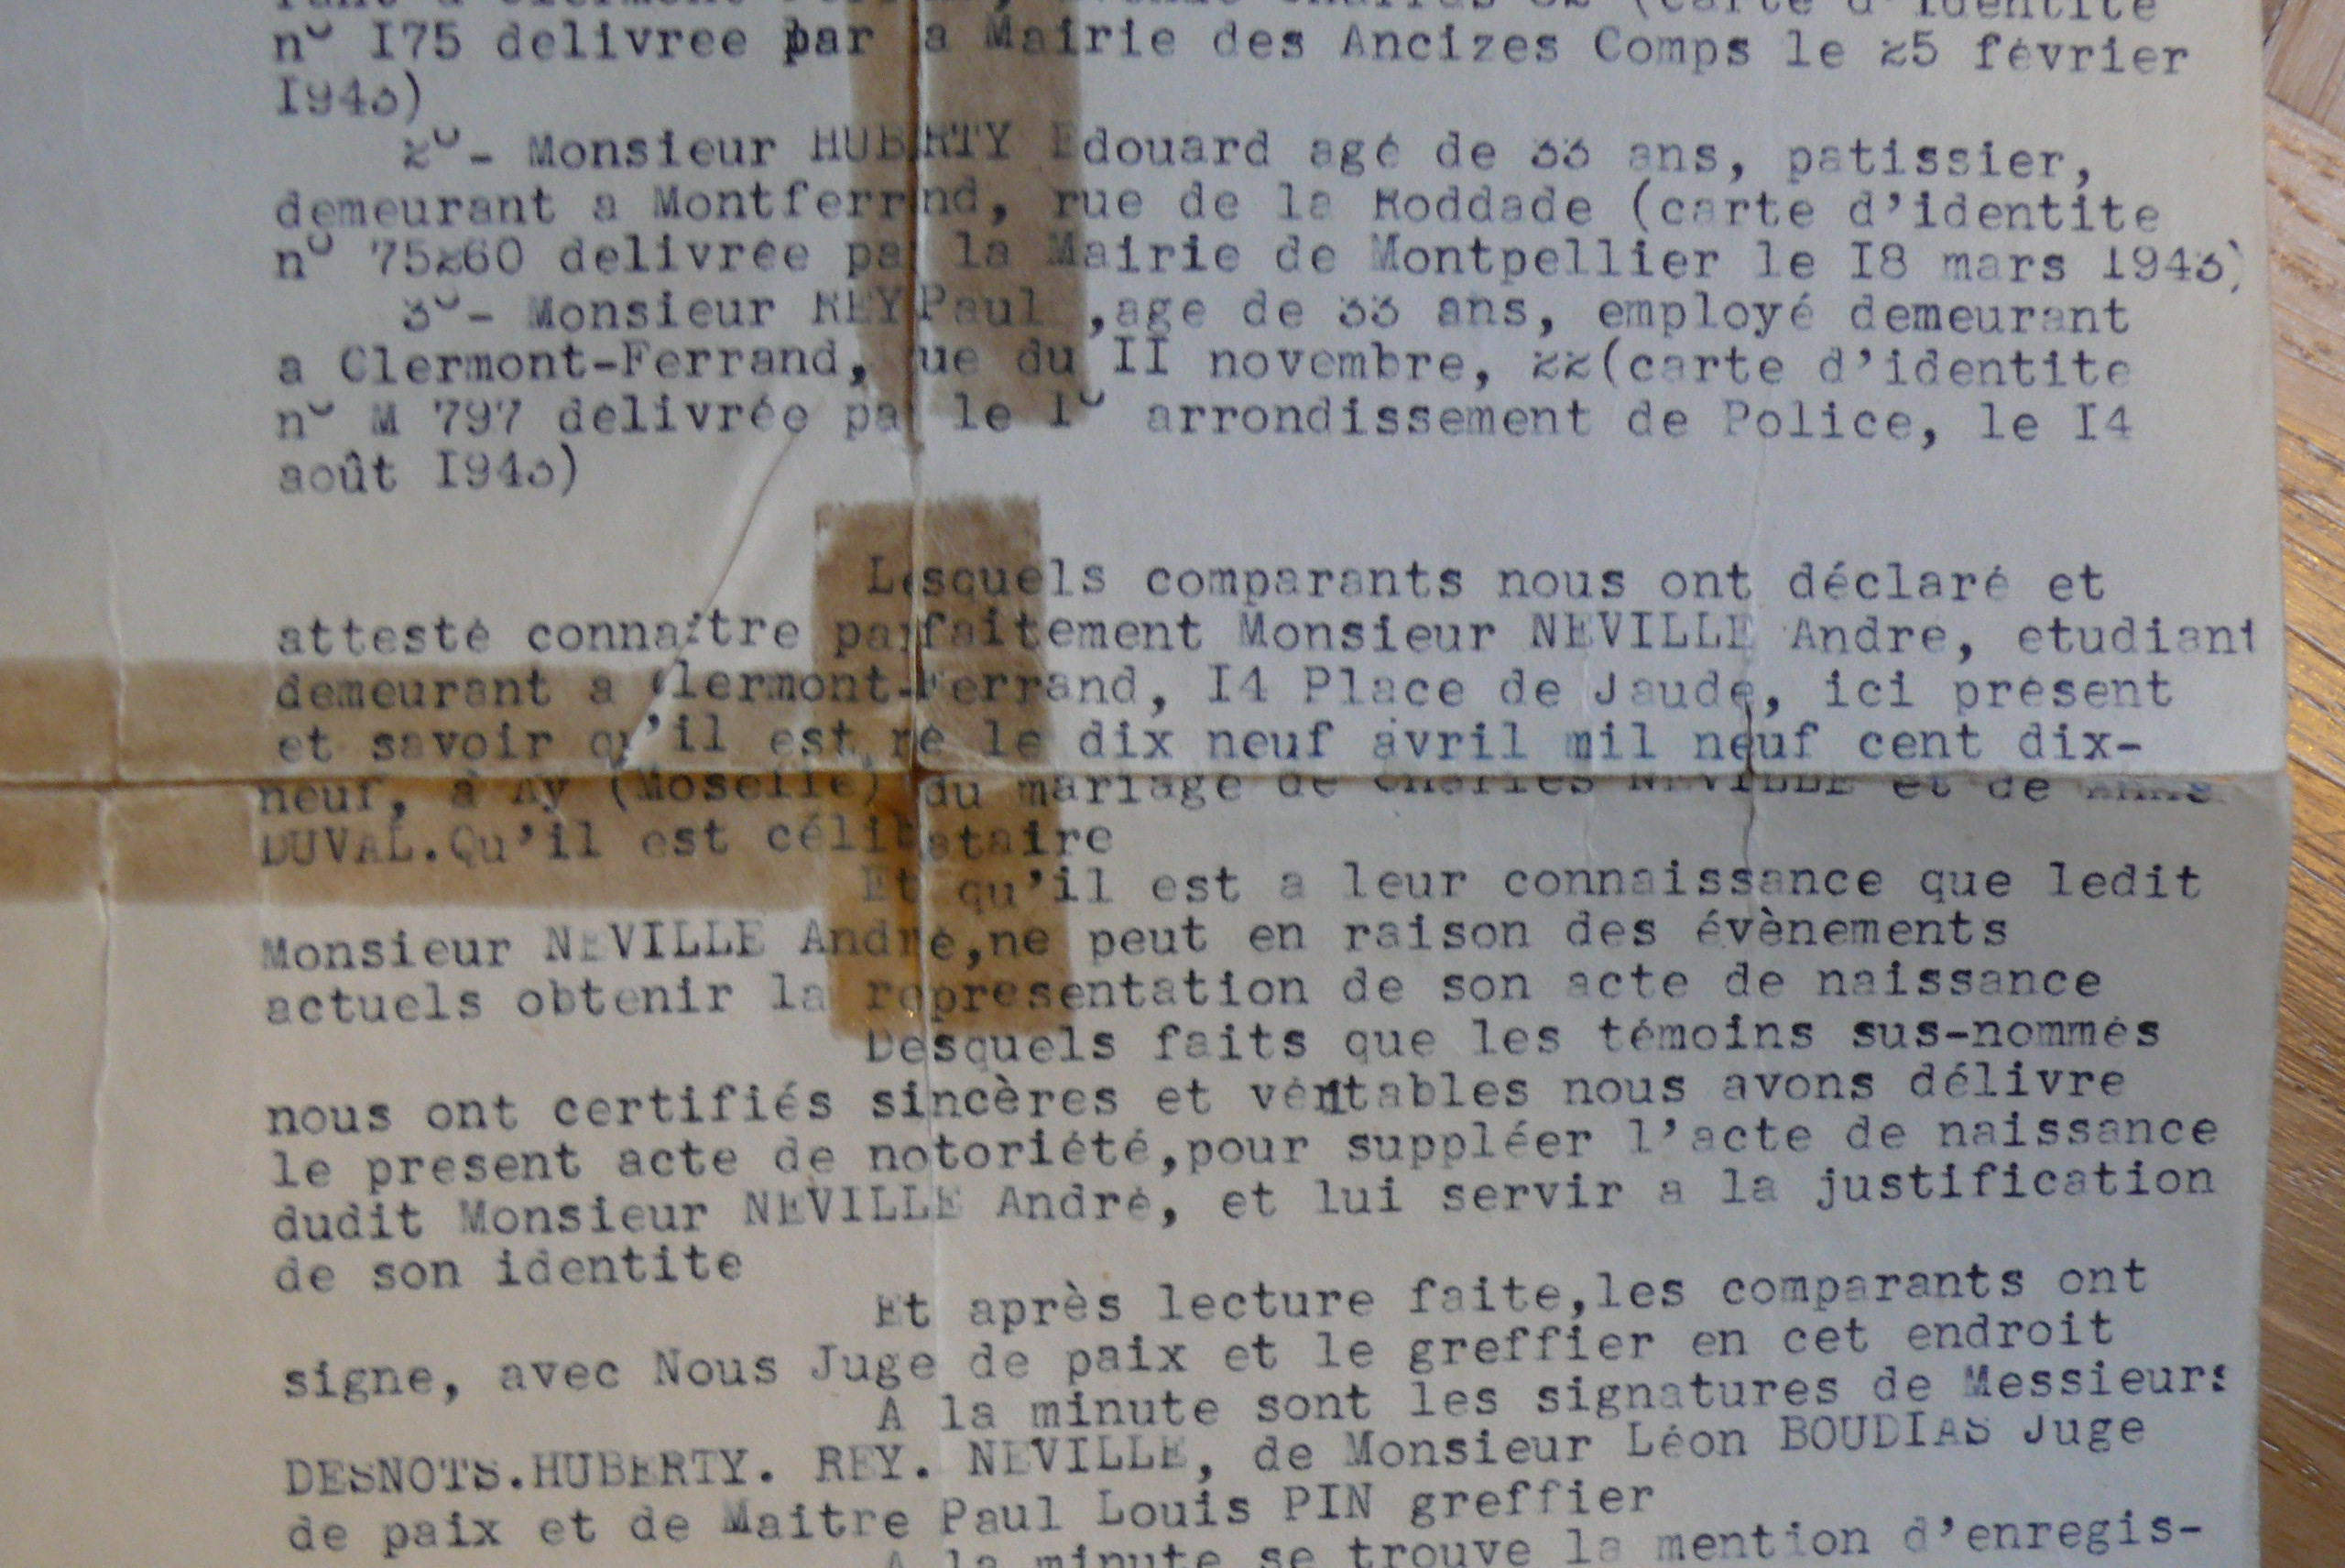 n° I75 delivree par a Mairie des Ancizes Comps le 25 février
I943)
2°- Monsieur HUBERTY Edouard agé de 33 ans, patissier,
demeurant a Montferrand, rue de la Roddade (carte d'identite
n° 75260 delivrée pa la Mairie de Montpellier le I8 mars 1943)
3°- Monsieur REY Paul ,age de 33 ans, employé demeurant
a Clermont-Ferrand, rue du II novembre, 22(carte d'identite
n° M 797 delivrée pa le I° arrondissement de Police, le I4
août I943)
Lesquels comparants nous ont déclaré et
attesté connaître parfaitement Monsieur NEVILLE André, etudiant
demeurant a Clermont-Ferrand, I4 Place de Jaude, ici présent
et savoir qu'il est né le dix neuf avril mil neuf cent dix-
neuf, à Ay (Moselle) du mariage de Charles NEVILLE et de
DUVAL.Qu'il est célibataire
Et qu'il est a leur connaissance que ledit
Monsieur NEVILLE André,ne peut en raison des évènements
actuels obtenir la representation de son acte de naissance
Desquels faits que les témoins sus-nommés
nous ont certifiés sincères et véritables nous avons délivre
le present acte de notoriété,pour suppléer l'acte de naissance
dudit Monsieur NEVILLE André, et lui servir a la justification
de son identite
Et après lecture faite,les comparants ont
signe, avec Nous Juge de paix et le greffier en cet endroit
A la minute sont les signatures de Messieurs
DESNOTS.HUBERTY. REY. NEVILLE, de Monsieur Léon BOUDIAS Juge
de paix et de Maitre Paul Louis PIN greffier
A la minute se trouve la mention d'enregis-